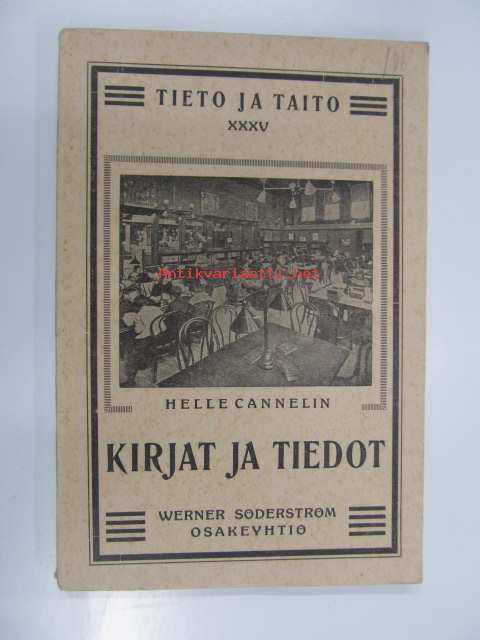 TIETO JA TAITO
XXXV
Antikvariaatti.net
HELLE CANNELIN
KIRJAT JA TIEDOT
WERNER SÖDERSTRÖM
OSAKEYHTIÖ